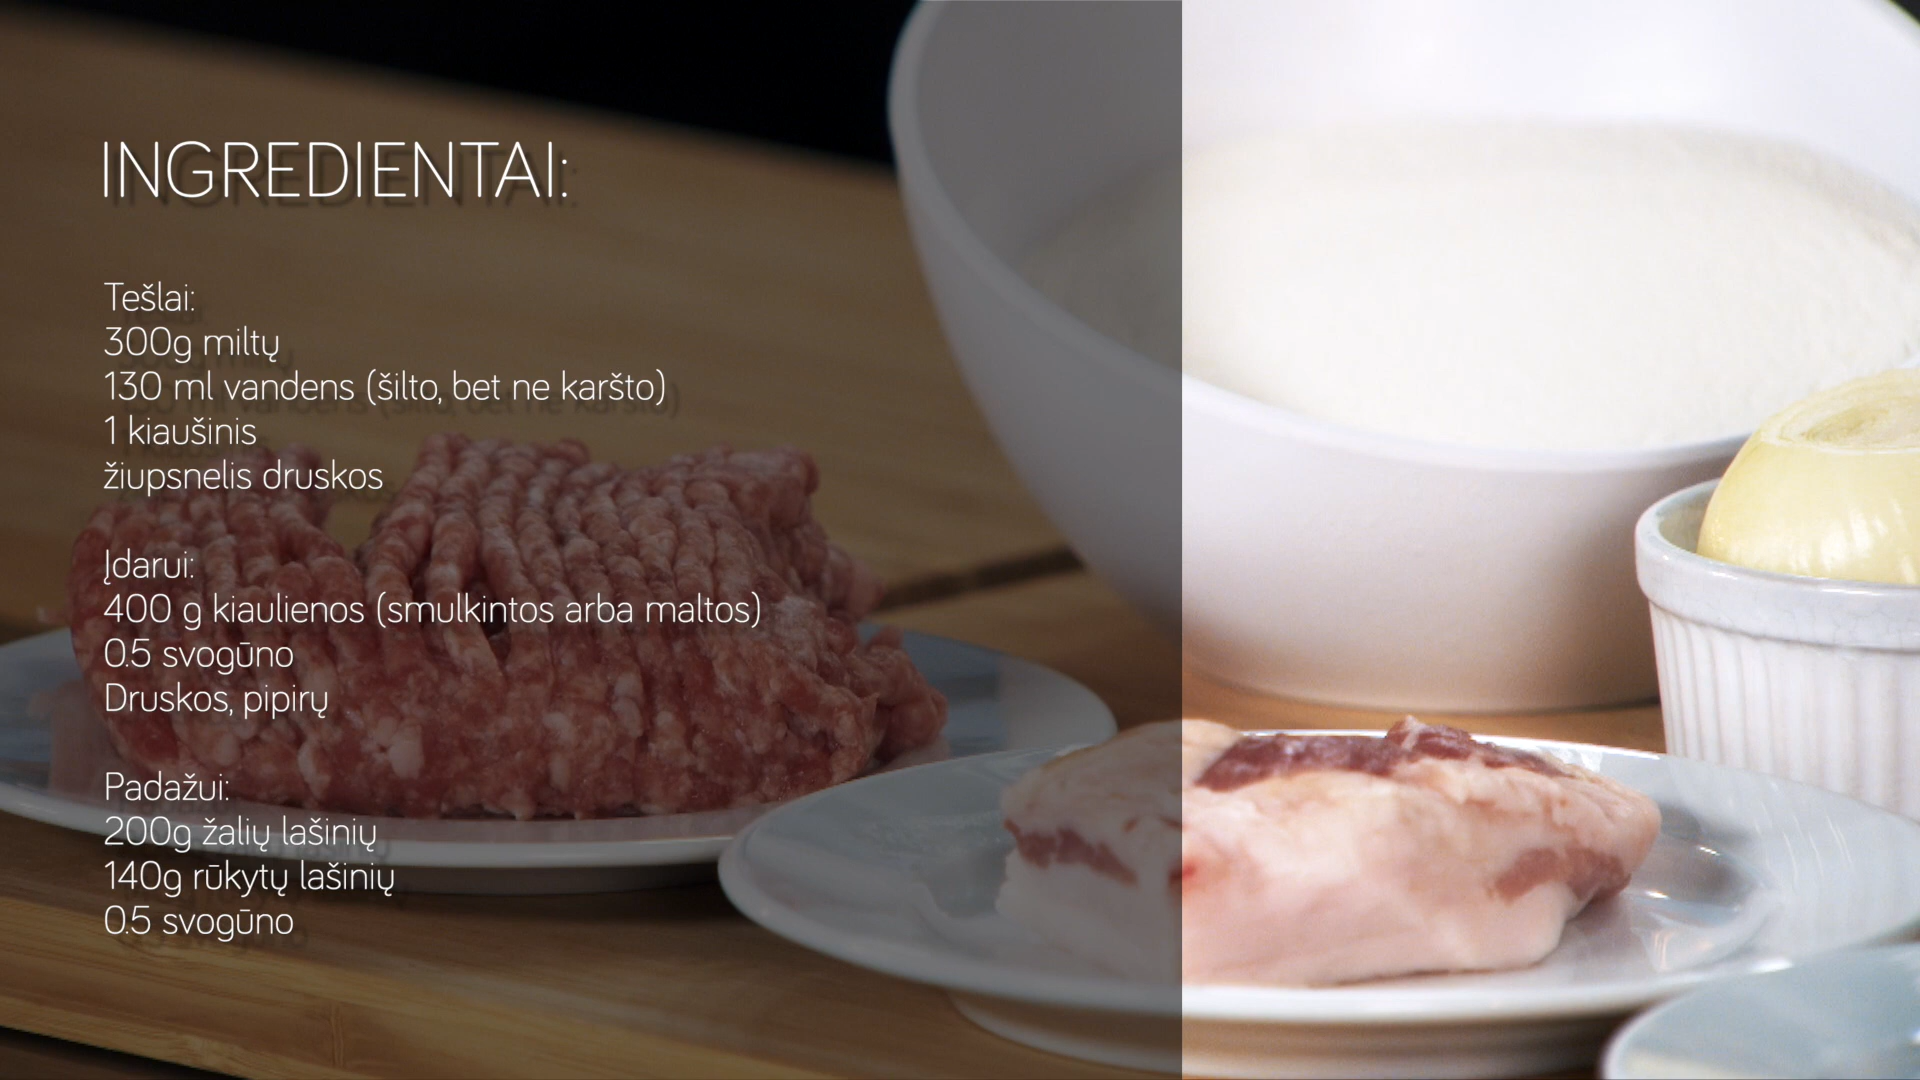 INGREDIENTAI:
Tešlai:
300g miltų
130 ml vandens (šilto, bet ne karšto)
1 kiaušinis
žiupsnelis druskos
Įdarui:
400 g kiaulienos (smulkintos arba maltos)
0.5 svogūno
Druskos, pipirų
Padažui:
200g žalių lašinių
140g rūkytų lašinių
0.5 svogūno